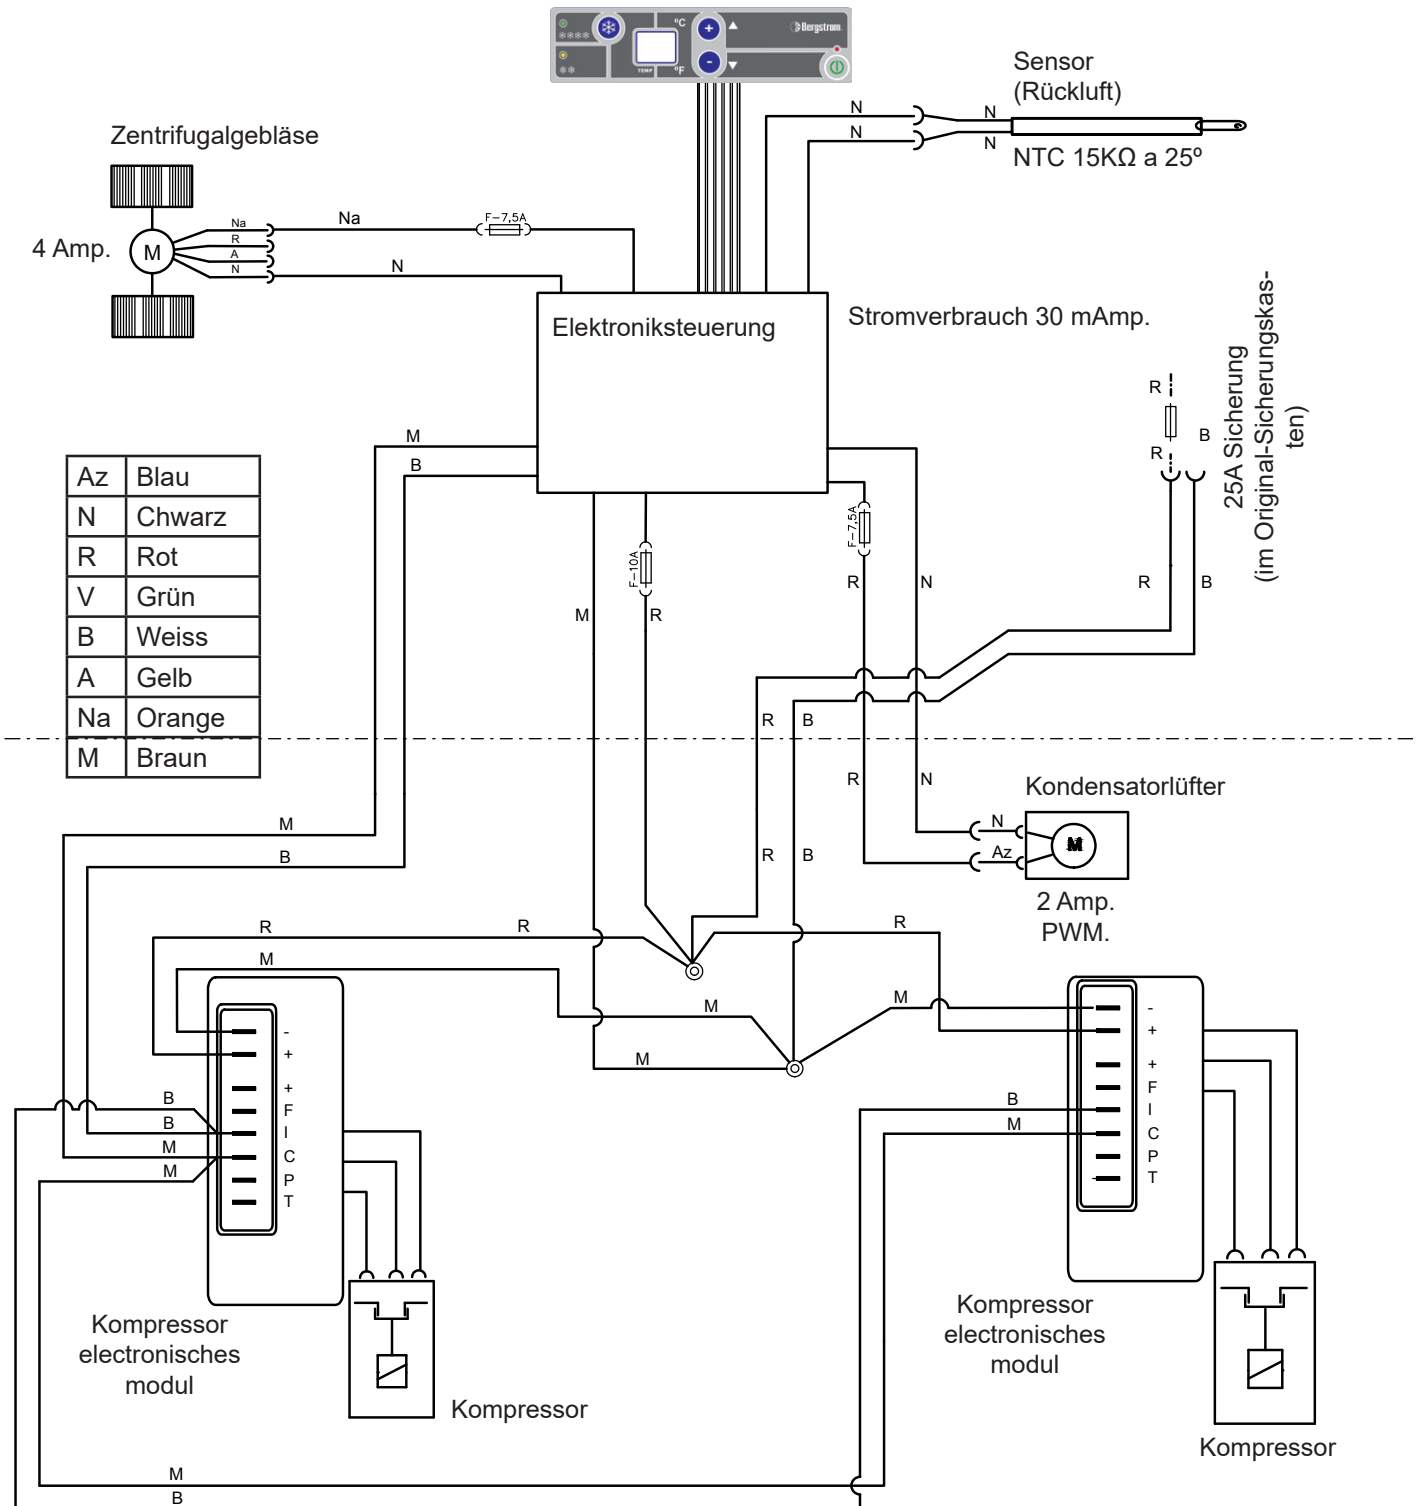 °C
Bergstrom
TEMP
°F
Sensor
(Rückluft)
N
N
N
N
NTC 15KΩ a 25º
Zentrifugalgebläse
4 Amp.
M
Na
R
A
N
Na
F-7,5A
N
Elektroniksteuerung
Stromverbrauch 30 mAmp.
25A Sicherung
(im Original-Sicherungskas-
ten)
R
R
B
R
B
M
B
Az Blau
N Chwarz
R Rot
V Grün
B Weiss
A Gelb
Na Orange
M Braun
F-10A
F-7,5A
M
R
R
N
R
B
R
N
Kondensatorlüfter
N
Az
M
2 Amp.
PWM.
M
B
R
B
R
R
R
M
M
M
M
-
+
+
F
I
C
P
T
B
B
M
M
-
+
+
F
I
C
P
T
B
M
Kompressor
electronisches
modul
Kompressor
Kompressor
electronisches
modul
Kompressor
M
B